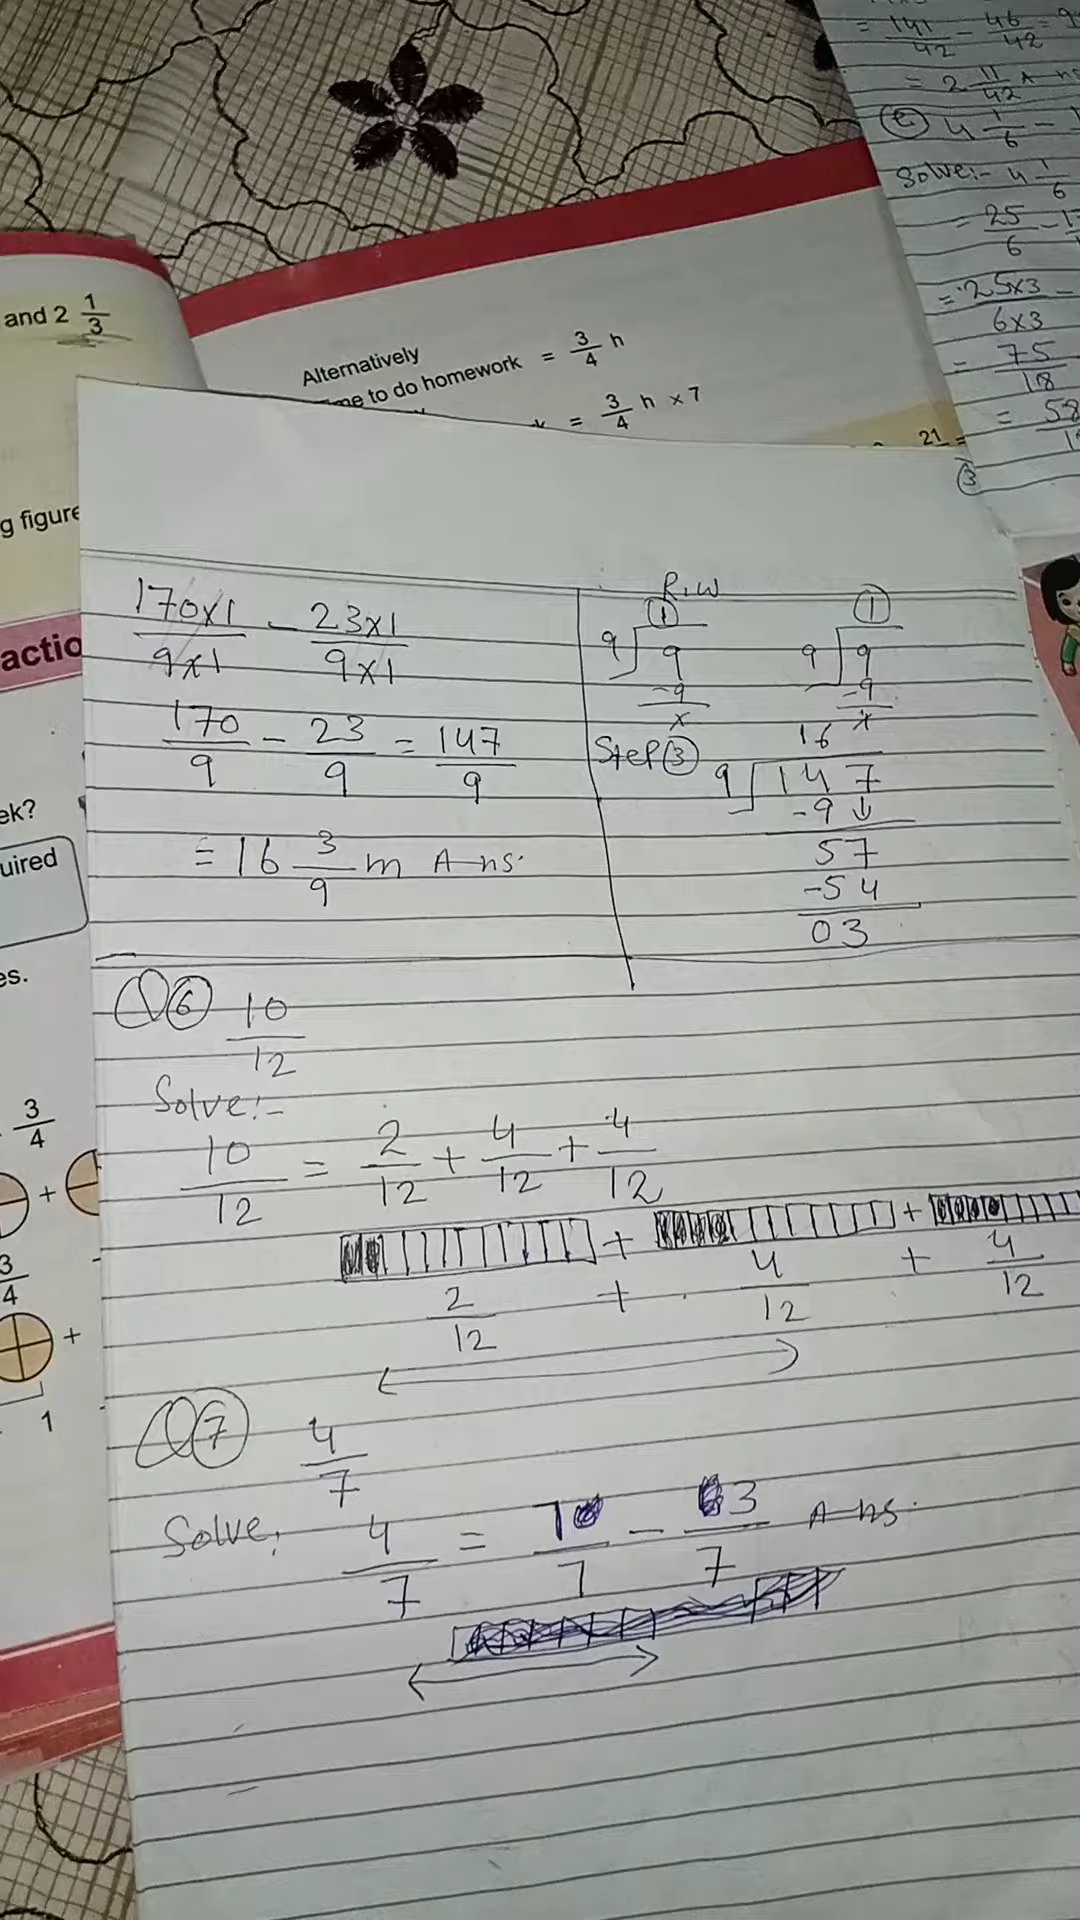 and 2 1/3
Alternatively
me to do homework = 3/4 h
= 3/4 h × 7
21 =
g figure
actio
ek?
uired
es.
3/4
+
3/4
+
1
= 141/42 - 46/42 =
= 2 11/42 Ans
4 1/6 -
Solve:- 4 1/6
= 25/6 -
= 25×3 / 6×3 -
= 75/18
= 58
③
170×1 / 9×1 - 23×1 / 9×1
170/9 - 23/9 = 147/9
= 16 3/9 m Ans.
R.W
① ①
9 9 9 9
-9 -9
x x
Step ③ 16
9 147
-9 ↓
57
-54
03
Q⑥ 10/12
Solve:-
10/12 = 2/12 + 4/12 + 4/12
+ +
2/12 + 4/12 + 4/12
Q⑦ 4/7
Solve, 4/7 = 7/7 - 3/7 Ans.